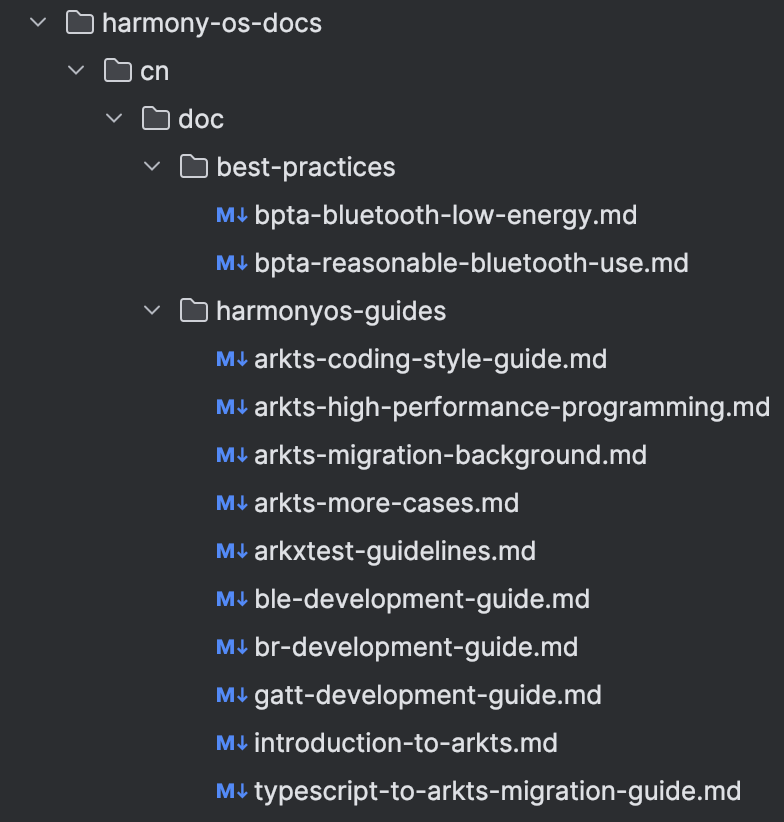 harmony-os-docs
cn
doc
best-practices
M↓ bpta-bluetooth-low-energy.md
M↓ bpta-reasonable-bluetooth-use.md
harmonyos-guides
M↓ arkts-coding-style-guide.md
M↓ arkts-high-performance-programming.md
M↓ arkts-migration-background.md
M↓ arkts-more-cases.md
M↓ arkxtest-guidelines.md
M↓ ble-development-guide.md
M↓ br-development-guide.md
M↓ gatt-development-guide.md
M↓ introduction-to-arkts.md
M↓ typescript-to-arkts-migration-guide.md